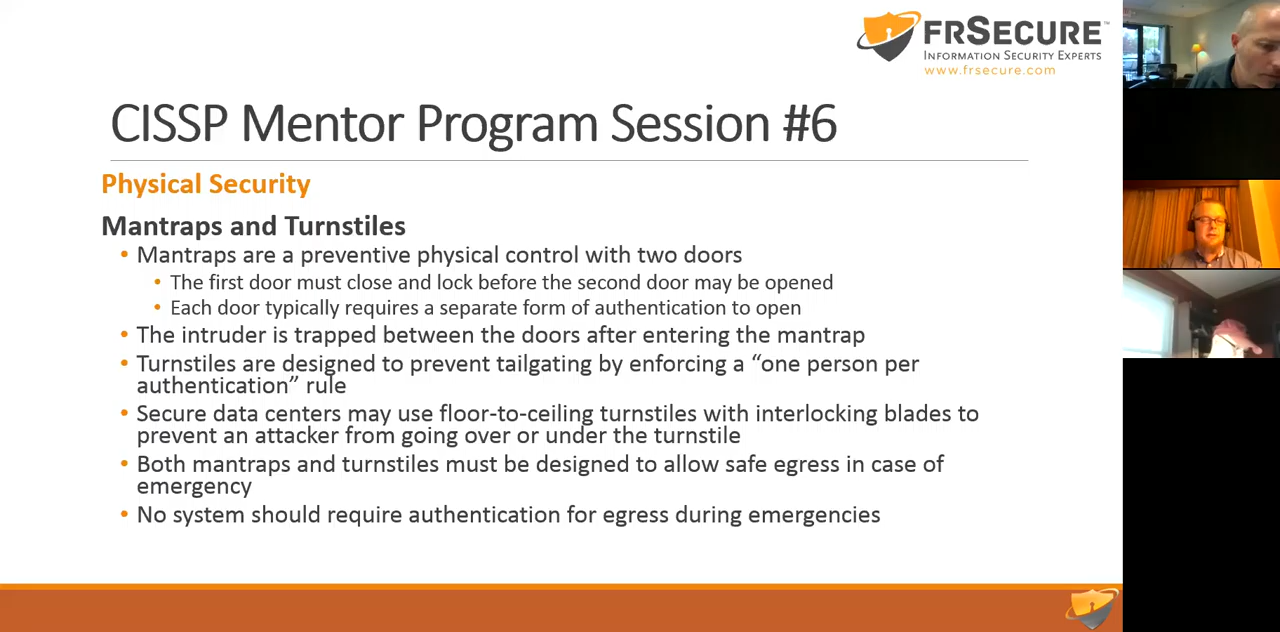 FRSECURE™
INFORMATION SECURITY EXPERTS
www.frsecure.com
CISSP Mentor Program Session #6
Physical Security
Mantraps and Turnstiles
• Mantraps are a preventive physical control with two doors
• The first door must close and lock before the second door may be opened
• Each door typically requires a separate form of authentication to open
• The intruder is trapped between the doors after entering the mantrap
• Turnstiles are designed to prevent tailgating by enforcing a “one person per
authentication” rule
• Secure data centers may use floor-to-ceiling turnstiles with interlocking blades to
prevent an attacker from going over or under the turnstile
• Both mantraps and turnstiles must be designed to allow safe egress in case of
emergency
• No system should require authentication for egress during emergencies